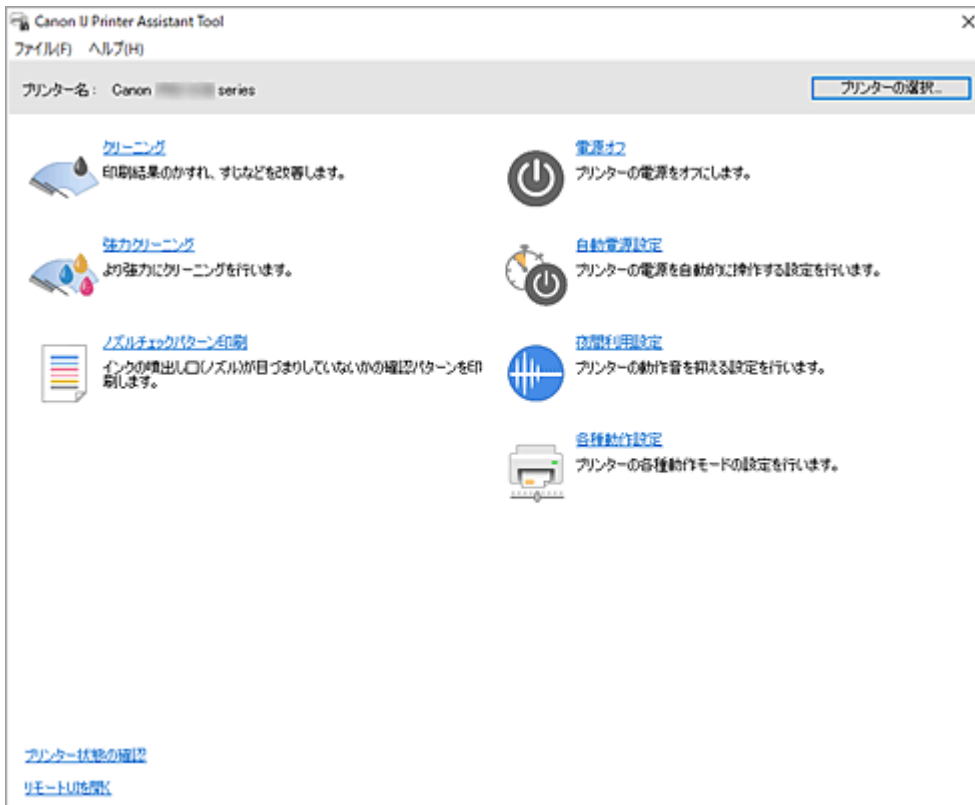 Canon IJ Printer Assistant Tool
ファイル(F) ヘルプ(H)
プリンター名: Canon series
プリンターの選択...
クリーニング
印刷結果のかすれ、すじなどを改善します。
強力クリーニング
より強力にクリーニングを行います。
ノズルチェックパターン印刷
インクの噴出し口(ノズル)が目づまりしていないかの確認パターンを印
刷します。
電源オフ
プリンターの電源をオフにします。
自動電源設定
プリンターの電源を自動的に操作する設定を行います。
夜間利用設定
プリンターの動作音を抑える設定を行います。
各種動作設定
プリンターの各種動作モードの設定を行います。
プリンター状態の確認
リモートUIを開く